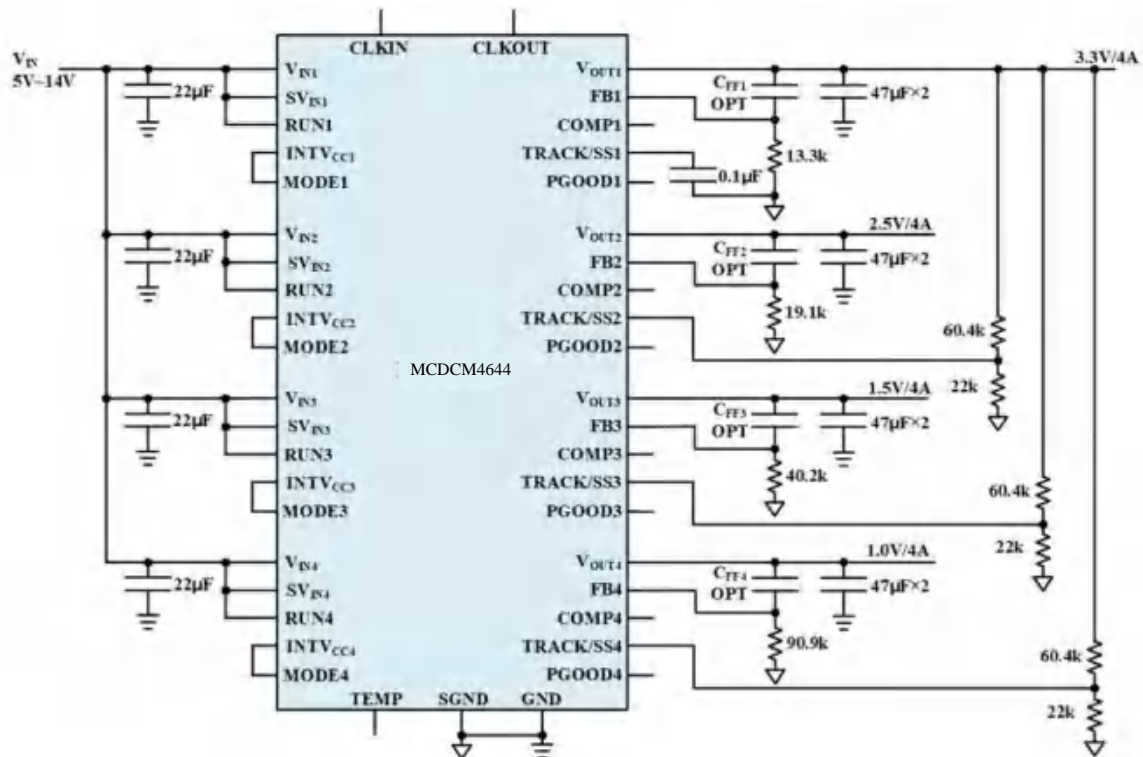 CLKIN CLKOUT
VIN
5V–14V
22μF
VIN1
SVIN1
RUN1
INTVCC1
MODE1
VOUT1
FB1
COMP1
TRACK/SS1
PGOOD1
CFF1
OPT
47μF×2
3.3V/4A
13.3k
0.1μF
22μF
VIN2
SVIN2
RUN2
INTVCC2
MODE2
VOUT2
FB2
COMP2
TRACK/SS2
PGOOD2
CFF2
OPT
47μF×2
2.5V/4A
19.1k
60.4k
22k
MCDCM4644
22μF
VIN3
SVIN3
RUN3
INTVCC3
MODE3
VOUT3
FB3
COMP3
TRACK/SS3
PGOOD3
CFF3
OPT
47μF×2
1.5V/4A
40.2k
60.4k
22k
22μF
VIN4
SVIN4
RUN4
INTVCC4
MODE4
VOUT4
FB4
COMP4
TRACK/SS4
PGOOD4
CFF4
OPT
47μF×2
1.0V/4A
90.9k
60.4k
22k
TEMP SGND GND